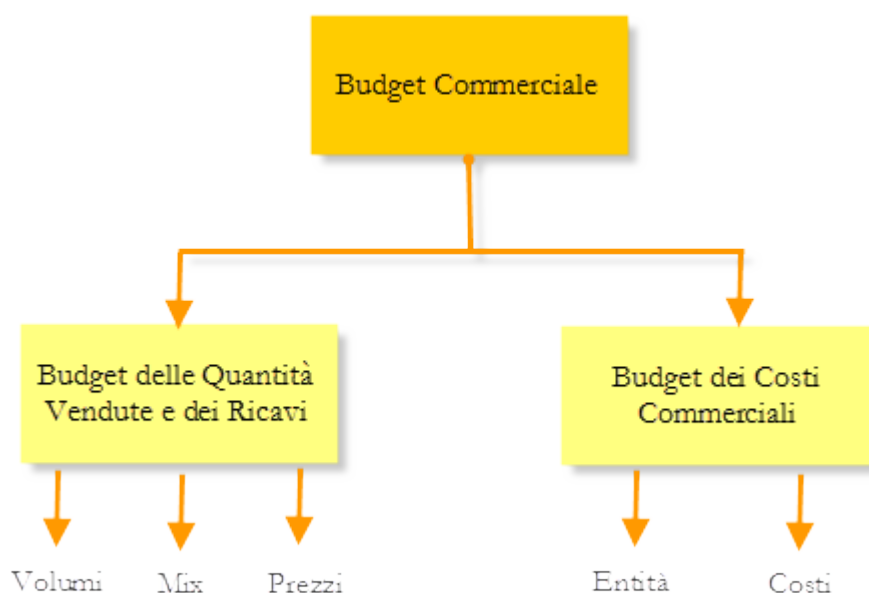 Budget Commerciale
Budget delle Quantità
Vendute e dei Ricavi
Budget dei Costi
Commerciali
Volumi
Mix
Prezzi
Entità
Costi